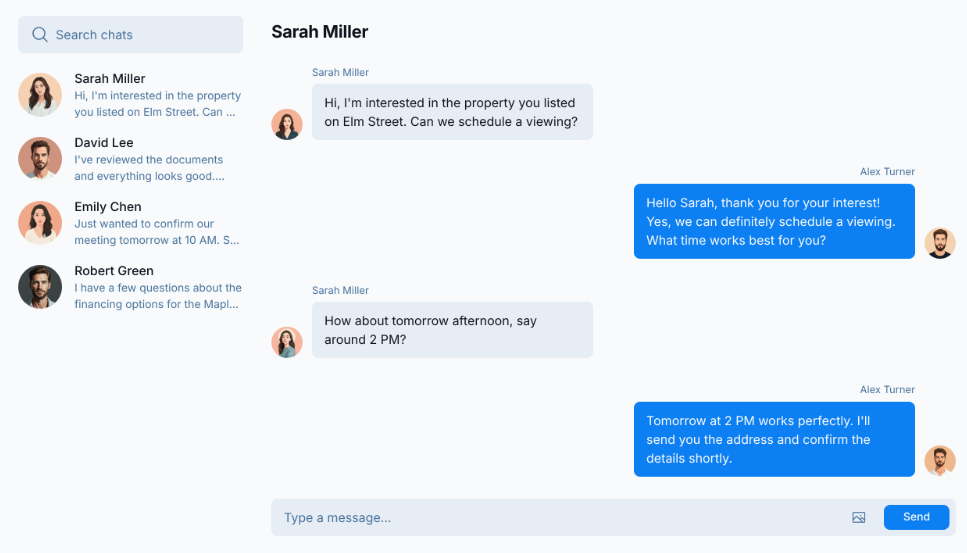 Search chats
Sarah Miller
Hi, I'm interested in the property
you listed on Elm Street. Can ...
David Lee
I've reviewed the documents
and everything looks good....
Emily Chen
Just wanted to confirm our
meeting tomorrow at 10 AM. S...
Robert Green
I have a few questions about the
financing options for the Mapl...
Sarah Miller
Sarah Miller
Hi, I'm interested in the property you listed
on Elm Street. Can we schedule a viewing?
Alex Turner
Hello Sarah, thank you for your interest!
Yes, we can definitely schedule a viewing.
What time works best for you?
Sarah Miller
How about tomorrow afternoon, say
around 2 PM?
Alex Turner
Tomorrow at 2 PM works perfectly. I'll
send you the address and confirm the
details shortly.
Type a message...
Send